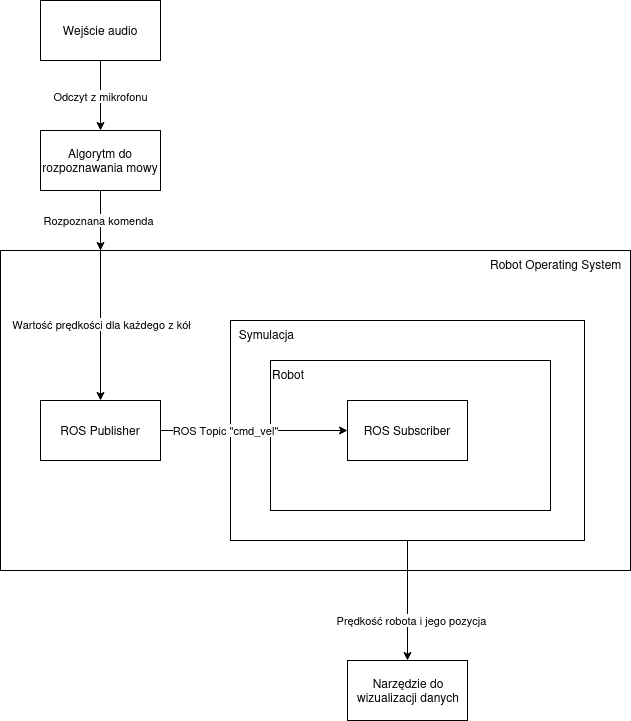 Wejście audio
Odczyt z mikrofonu
Algorytm do
rozpoznawania mowy
Rozpoznana komenda
Robot Operating System
Wartość prędkości dla każdego z kół
Symulacja
Robot
ROS Publisher
ROS Topic "cmd_vel"
ROS Subscriber
Prędkość robota i jego pozycja
Narzędzie do
wizualizacji danych